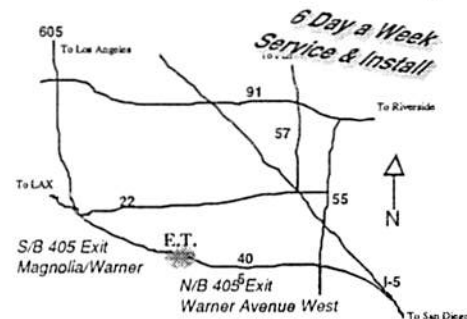 6 Day a Week
Service & Install
605
To Los Angeles
91
To Riverside
57
To LAX
22
55
N
S/B 405 Exit
Magnolia/Warner
E.T.
40
5
N/B 405 Exit
Warner Avenue West
I-5
To San Diego